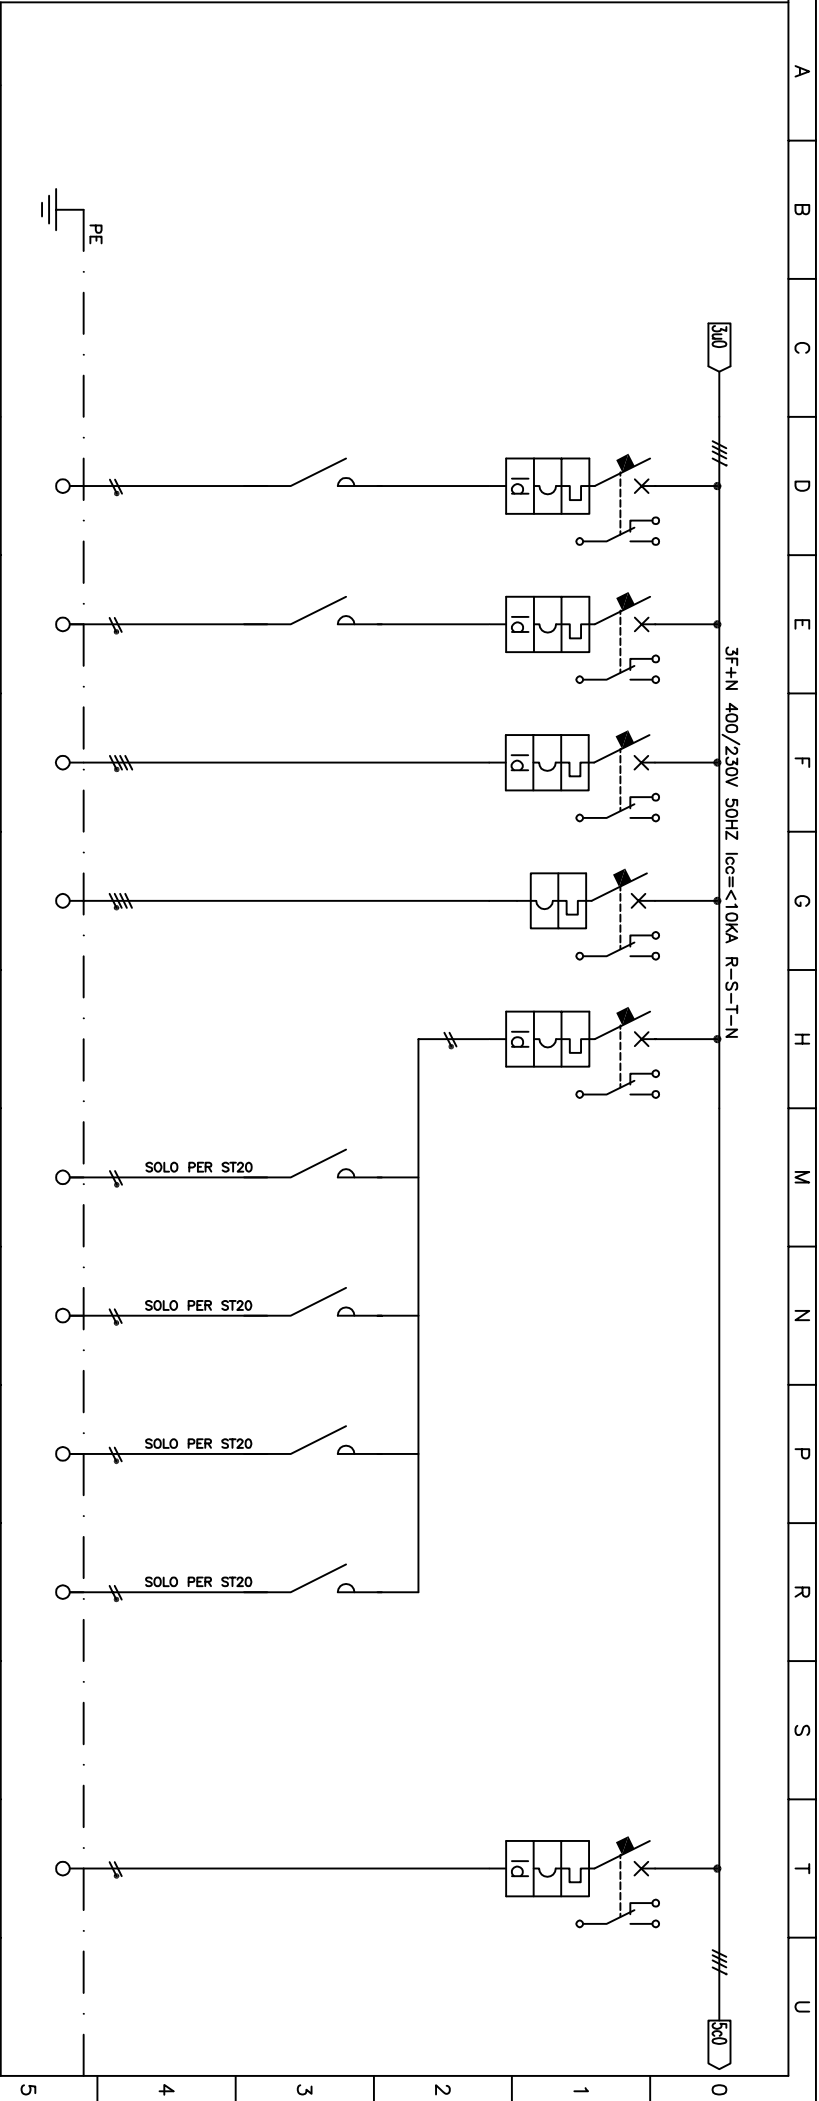 A B C D E F G H M N P R S T U
3u0
5c0
3F+N 400/230V 50HZ Icc=<10KA R-S-T-N
Id Id Id Id Id
SOLO PER ST20
SOLO PER ST20
SOLO PER ST20
SOLO PER ST20
PE
0
1
2
3
4
5